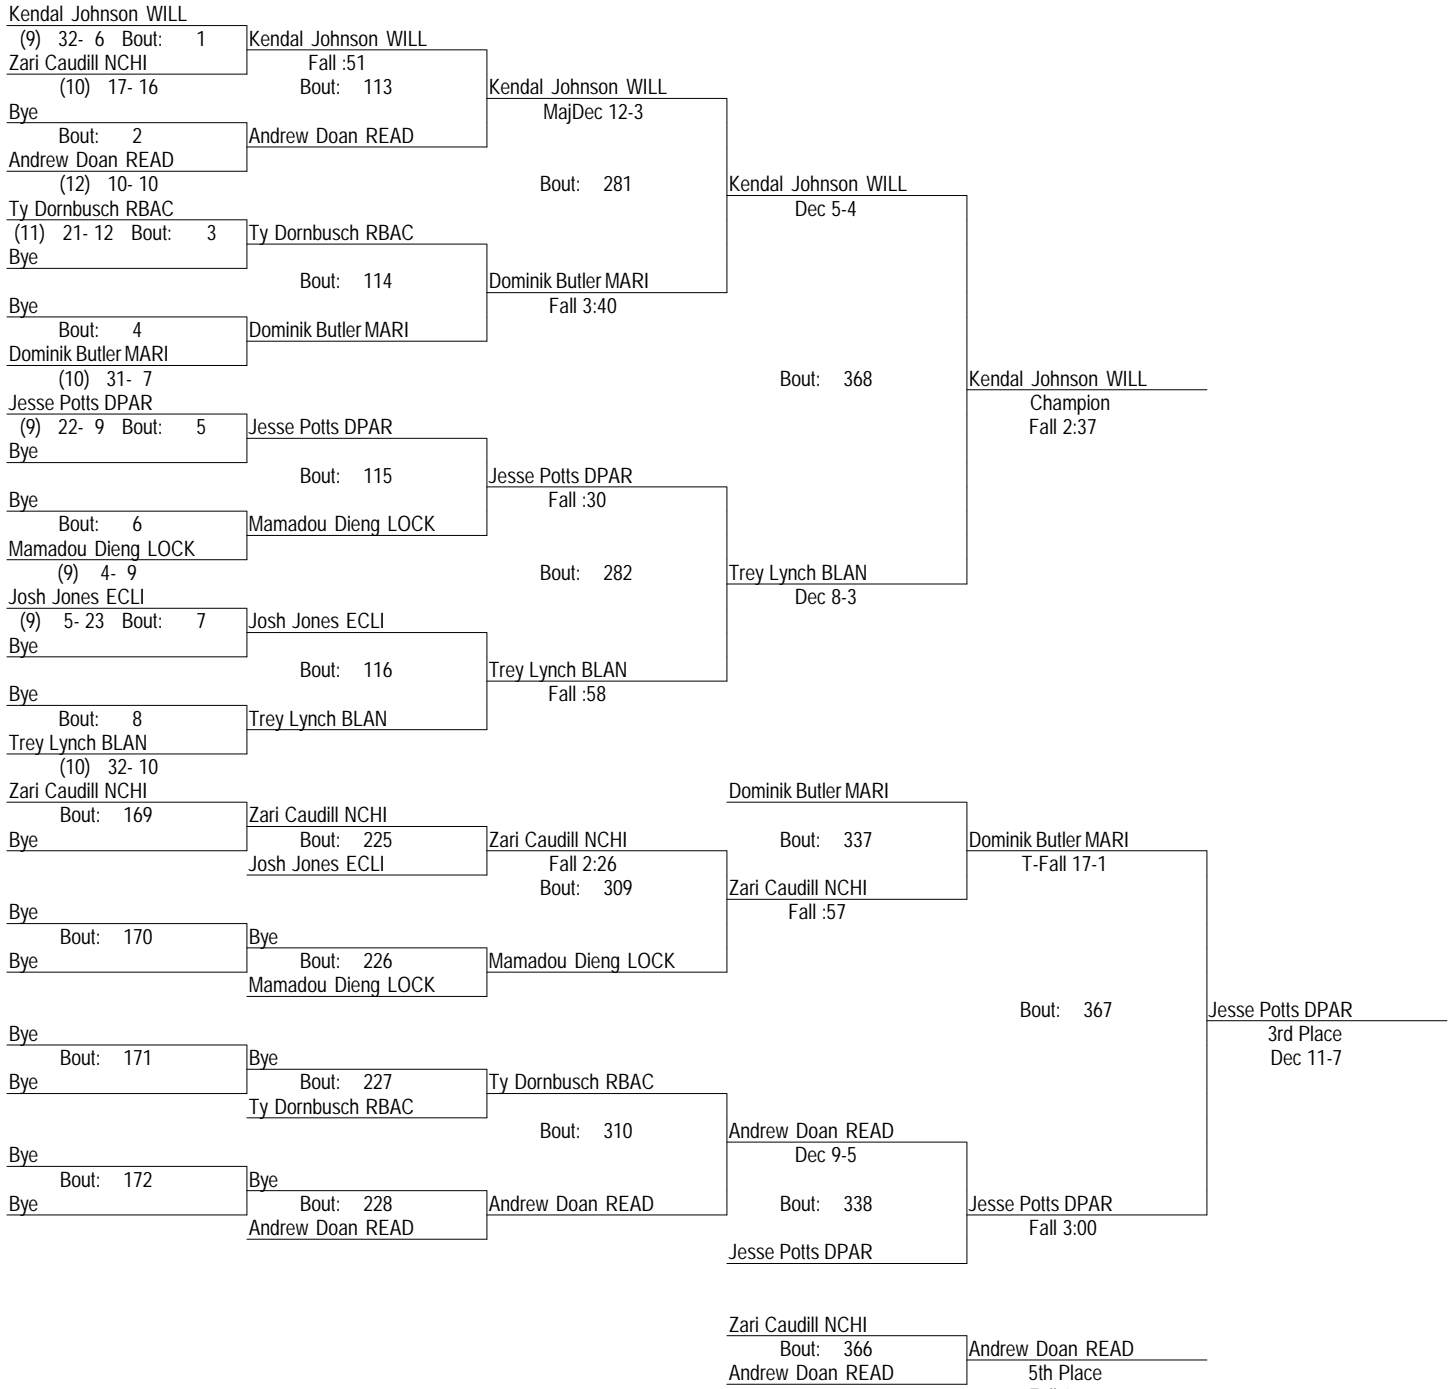 Kendal Johnson WILL
(9) 32- 6 Bout: 1
Kendal Johnson WILL
Zari Caudill NCHI
Fall :51
(10) 17- 16
Bout: 113
Kendal Johnson WILL
Bye
MajDec 12-3
Bout: 2
Andrew Doan READ
Andrew Doan READ
(12) 10- 10
Bout: 281
Kendal Johnson WILL
Ty Dornbusch RBAC
Dec 5-4
(11) 21- 12 Bout: 3
Ty Dornbusch RBAC
Bye
Bout: 114
Dominik Butler MARI
Bye
Fall 3:40
Bout: 4
Dominik Butler MARI
Dominik Butler MARI
(10) 31- 7
Bout: 368
Kendal Johnson WILL
Jesse Potts DPAR
Champion
(9) 22- 9 Bout: 5
Jesse Potts DPAR
Fall 2:37
Bye
Bout: 115
Jesse Potts DPAR
Bye
Fall :30
Bout: 6
Mamadou Dieng LOCK
Mamadou Dieng LOCK
(9) 4- 9
Bout: 282
Trey Lynch BLAN
Josh Jones ECLI
Dec 8-3
(9) 5- 23 Bout: 7
Josh Jones ECLI
Bye
Bout: 116
Trey Lynch BLAN
Bye
Fall :58
Bout: 8
Trey Lynch BLAN
Trey Lynch BLAN
(10) 32- 10
Zari Caudill NCHI
Dominik Butler MARI
Bout: 169
Zari Caudill NCHI
Bye
Bout: 225
Zari Caudill NCHI
Bout: 337
Dominik Butler MARI
Josh Jones ECLI
Fall 2:26
T-Fall 17-1
Bout: 309
Zari Caudill NCHI
Bye
Fall :57
Bout: 170
Bye
Bye
Bout: 226
Mamadou Dieng LOCK
Mamadou Dieng LOCK
Bout: 367
Jesse Potts DPAR
Bye
3rd Place
Bout: 171
Bye
Dec 11-7
Bye
Bout: 227
Ty Dornbusch RBAC
Ty Dornbusch RBAC
Bout: 310
Andrew Doan READ
Bye
Dec 9-5
Bout: 172
Bye
Bye
Bout: 228
Andrew Doan READ
Bout: 338
Jesse Potts DPAR
Andrew Doan READ
Fall 3:00
Jesse Potts DPAR
Zari Caudill NCHI
Bout: 366
Andrew Doan READ
Andrew Doan READ
5th Place